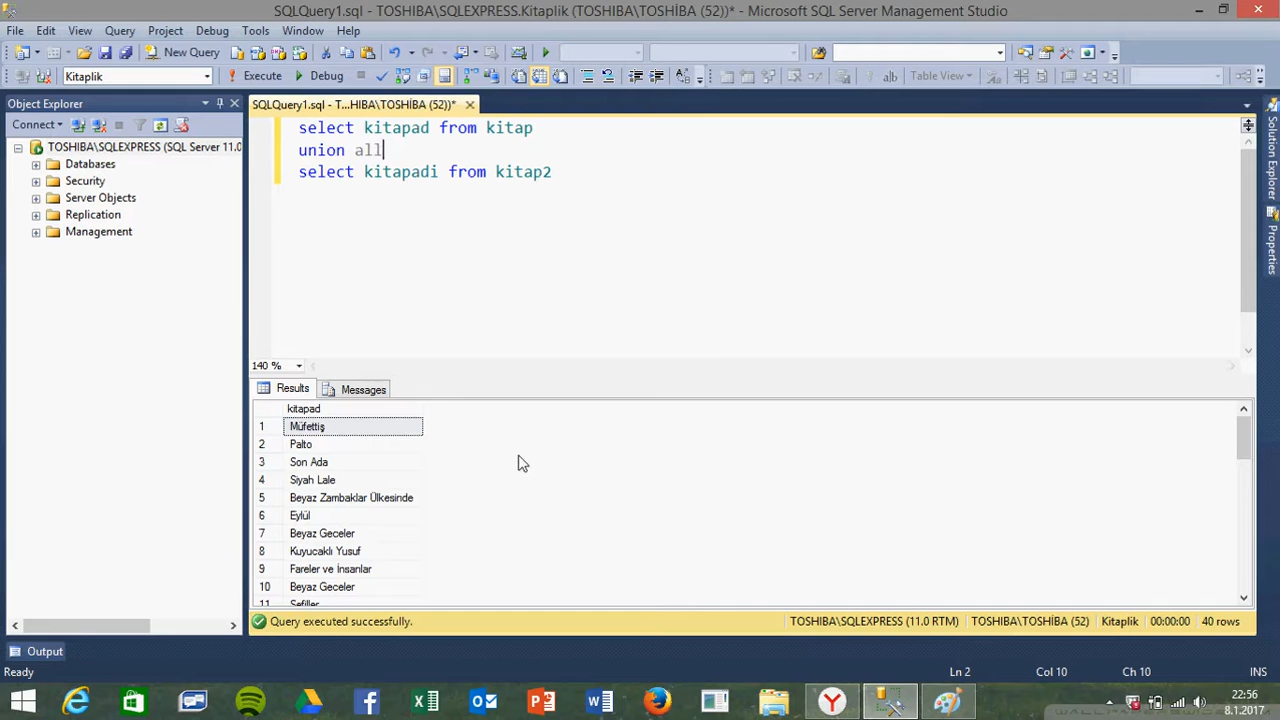 SQLQuery1.sql - TOSHIBA\SQLEXPRESS.Kitaplik (TOSHIBA\TOSHİBA (52))* - Microsoft SQL Server Management Studio
File Edit View Query Project Debug Tools Window Help
New Query
Kitaplik Execute Debug Table View
Object Explorer
SQLQuery1.sql - T...HIBA\TOSHİBA (52))*
Connect
TOSHIBA\SQLEXPRESS (SQL Server 11.0
Databases
Security
Server Objects
Replication
Management
select kitapad from kitap
union all
select kitapadi from kitap2
Solution Explorer
Properties
140 %
Results Messages
kitapad
1 Müfettiş
2 Palto
3 Son Ada
4 Siyah Lale
5 Beyaz Zambaklar Ülkesinde
6 Eylül
7 Beyaz Geceler
8 Kuyucaklı Yusuf
9 Fareler ve İnsanlar
10 Beyaz Geceler
11 Sefiller
Query executed successfully. TOSHIBA\SQLEXPRESS (11.0 RTM) TOSHIBA\TOSHİBA (52) Kitaplik 00:00:00 40 rows
Output
Ready Ln 2 Col 10 Ch 10 INS
22:56
8.1.2017